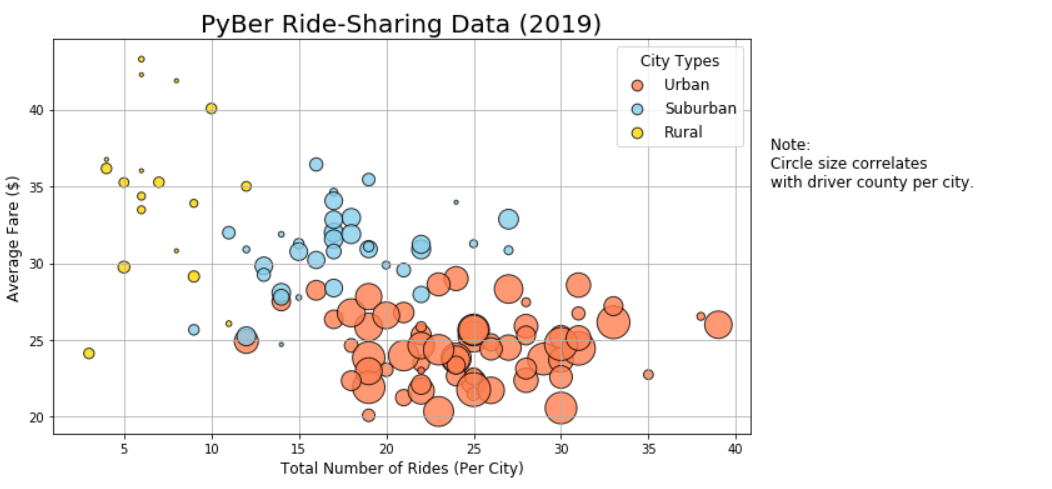 PyBer Ride-Sharing Data (2019)
City Types
Urban
Suburban
Rural
Note:
Circle size correlates
with driver county per city.
Average Fare ($)
40
35
30
25
20
5 10 15 20 25 30 35 40
Total Number of Rides (Per City)